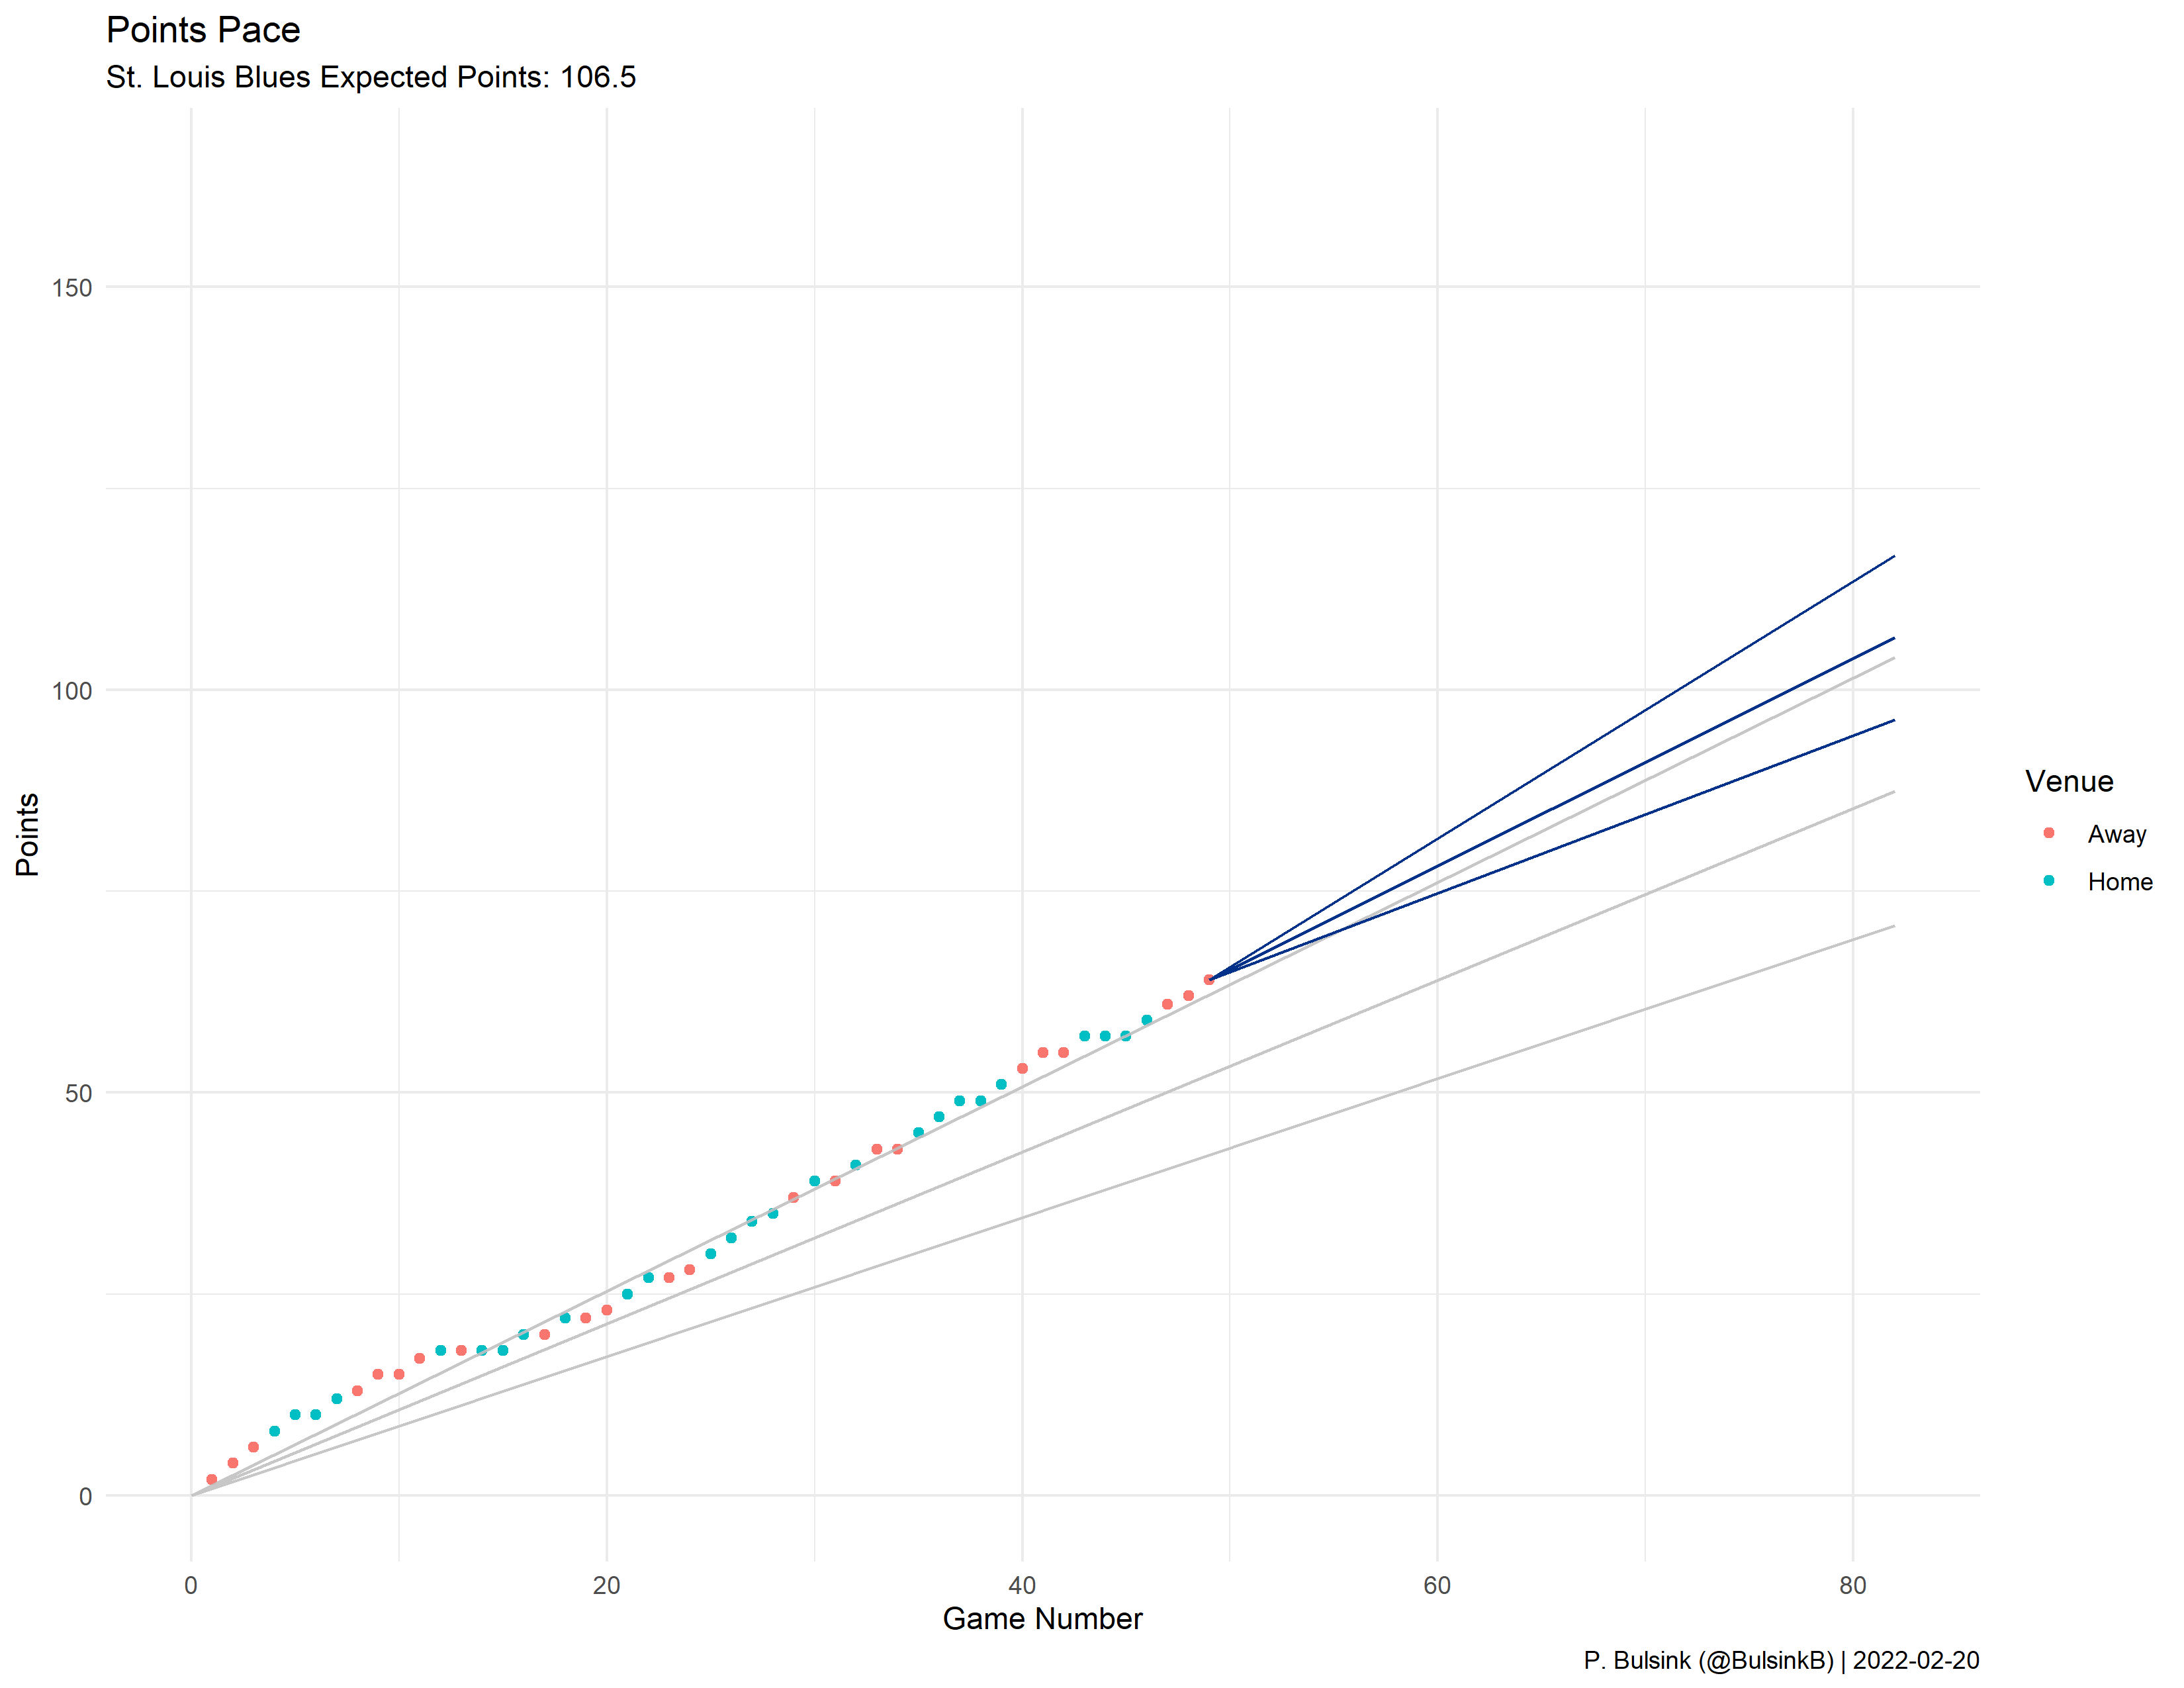 Points Pace
St. Louis Blues Expected Points: 106.5
150
100
50
0
Points
0 20 40 60 80
Game Number
Venue
Away
Home
P. Bulsink (@BulsinkB) | 2022-02-20